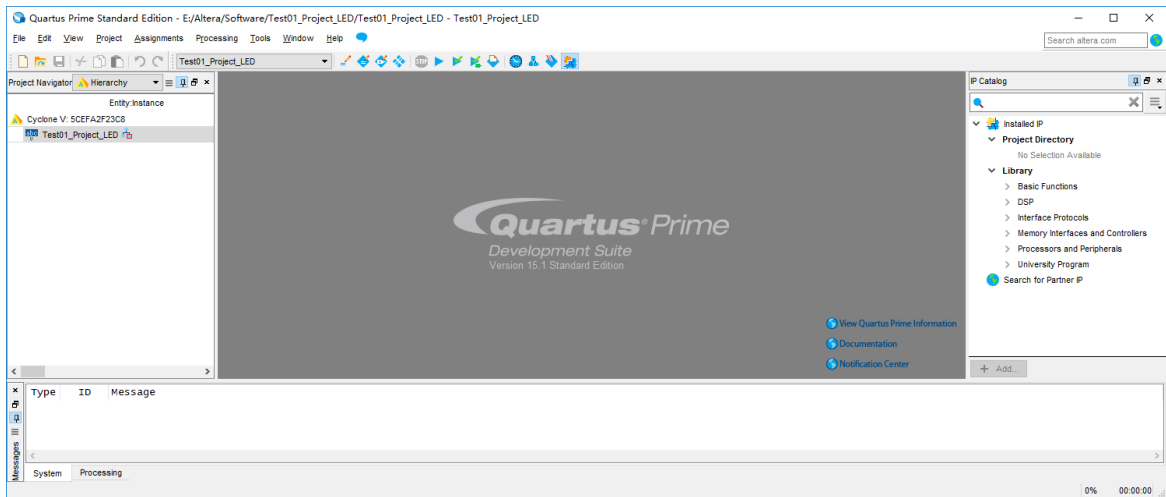 Quartus Prime Standard Edition - E:/Altera/Software/Test01_Project_LED/Test01_Project_LED - Test01_Project_LED
File Edit View Project Assignments Processing Tools Window Help
Search altera.com
Test01_Project_LED
STOP
Project Navigator Hierarchy
Entity:Instance
Cyclone V: 5CEFA2F23C8
abc Test01_Project_LED
Quartus Prime
Development Suite
Version 15.1 Standard Edition
View Quartus Prime Information
Documentation
Notification Center
IP Catalog
Installed IP
Project Directory
No Selection Available
Library
Basic Functions
DSP
Interface Protocols
Memory Interfaces and Controllers
Processors and Peripherals
University Program
Search for Partner IP
+ Add...
Type ID Message
Messages
System Processing
0% 00:00:00